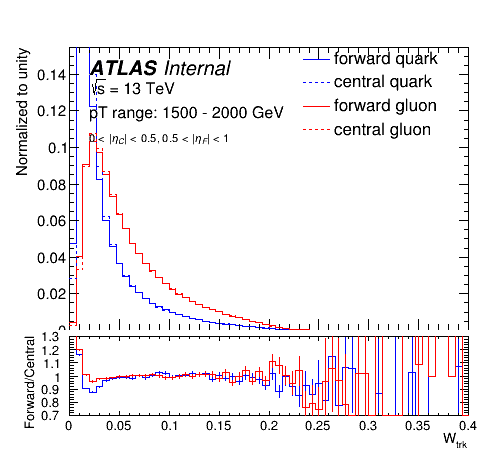 ATLAS Internal
√s = 13 TeV
pT range: 1500 - 2000 GeV
0 < |ηC| < 0.5, 0.5 < |ηF| < 1
forward quark
central quark
forward gluon
central gluon
Normalized to unity
0.14
0.12
0.1
0.08
0.06
0.04
0.02
0
Forward/Central
1.3
1.2
1.1
1.0
0.9
0.8
0.7
0 0.05 0.1 0.15 0.2 0.25 0.3 0.35 0.4
Wtrk